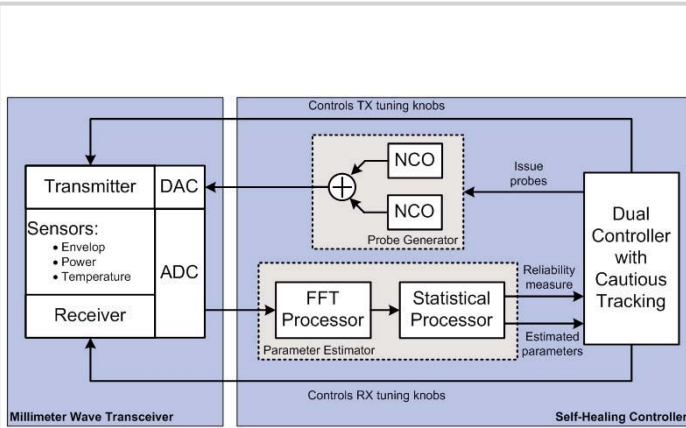 Controls TX tuning knobs
Transmitter
DAC
NCO
Issue
probes
NCO
Probe Generator
Sensors:
• Envelop
• Power
• Temperature
ADC
Dual
Controller
with
Cautious
Tracking
Reliability
measure
FFT
Processor
Statistical
Processor
Receiver
Estimated
parameters
Parameter Estimator
Controls RX tuning knobs
Millimeter Wave Transceiver
Self-Healing Controller